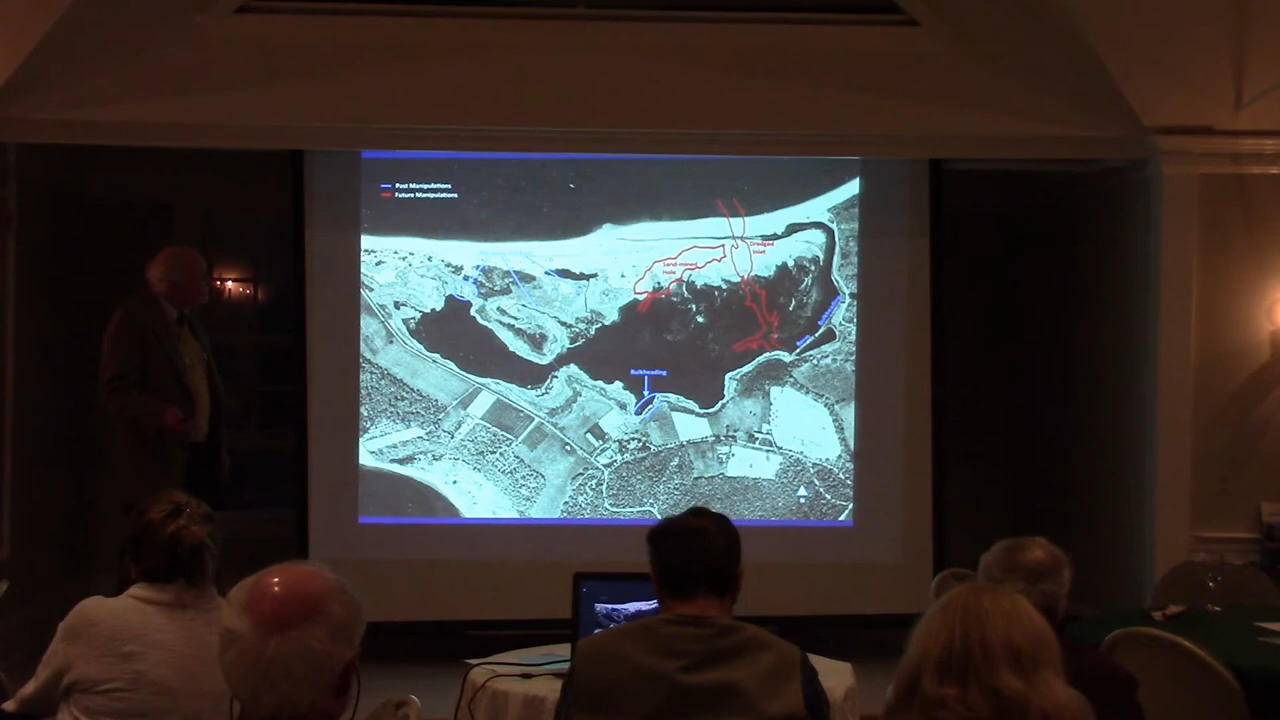 Past Manipulations
Future Manipulations
Dredged
Inlet
Sand-mined
Hole
Bulkheading